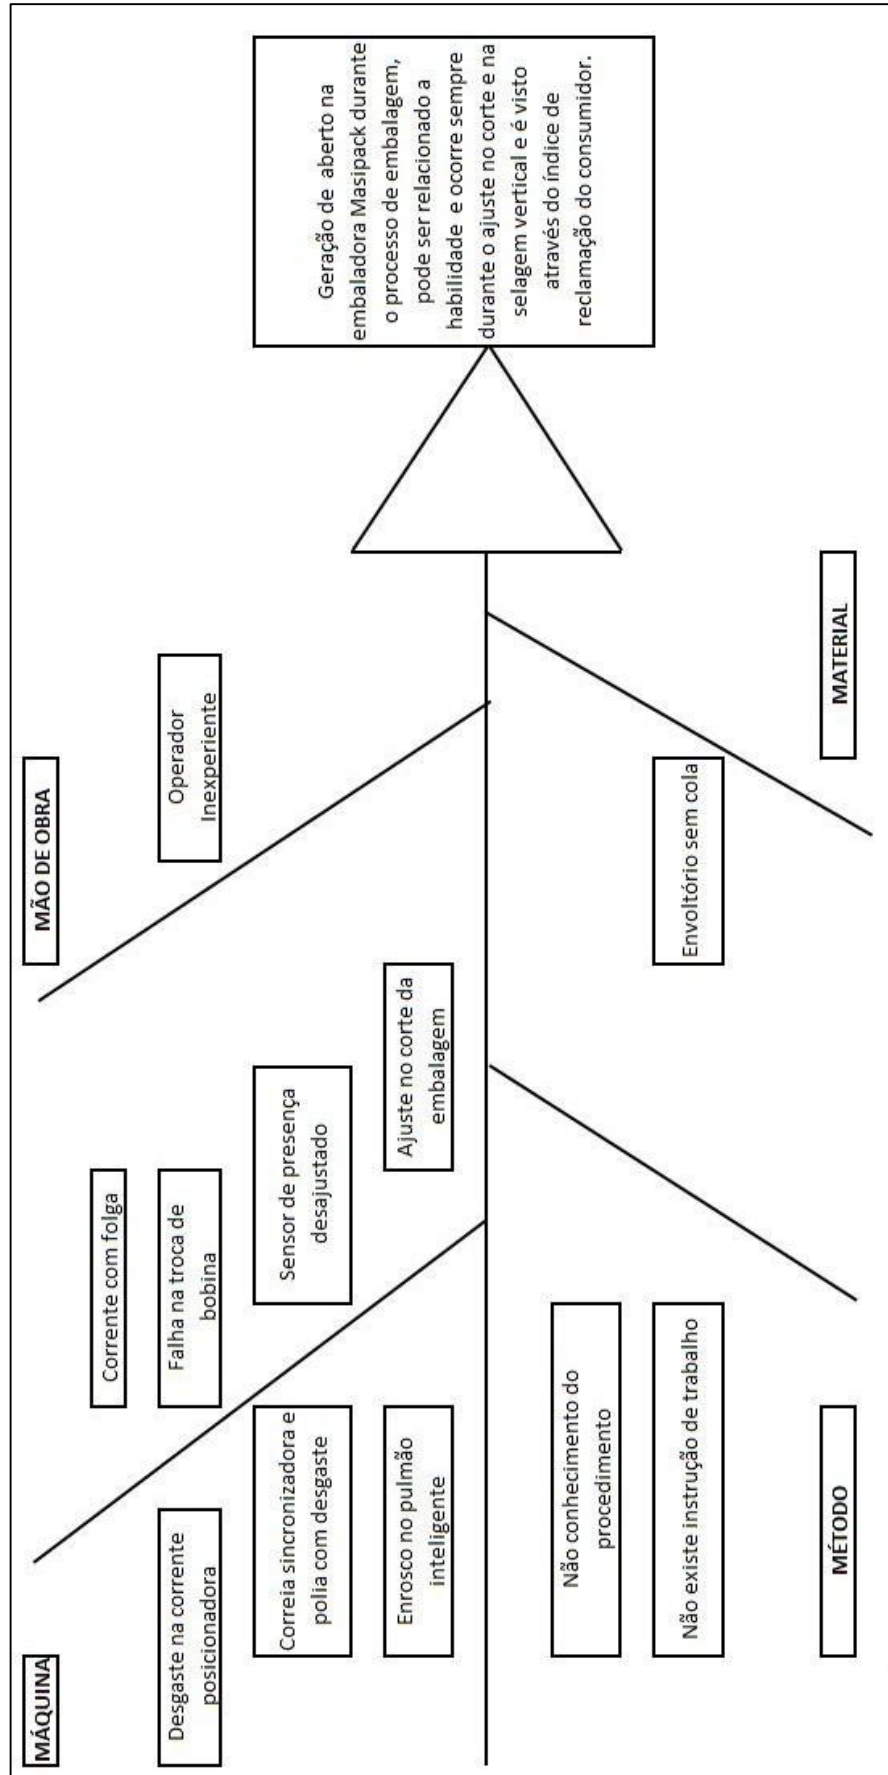 MÁQUINA
Desgaste na corrente
posicionadora
Correia sincronizadora e
polia com desgaste
Enrosco no pulmão
inteligente
Corrente com folga
Falha na troca de
bobina
Sensor de presença
desajustado
Ajuste no corte da
embalagem
MÃO DE OBRA
Operador
Inexperiente
Geração de aberto na
embaladora Masipack durante
o processo de embalagem,
pode ser relacionado a
habilidade e ocorre sempre
durante o ajuste no corte e na
selagem vertical e é visto
através do índice de
reclamação do consumidor.
Não conhecimento do
procedimento
Não existe instrução de trabalho
MÉTODO
Envoltório sem cola
MATERIAL